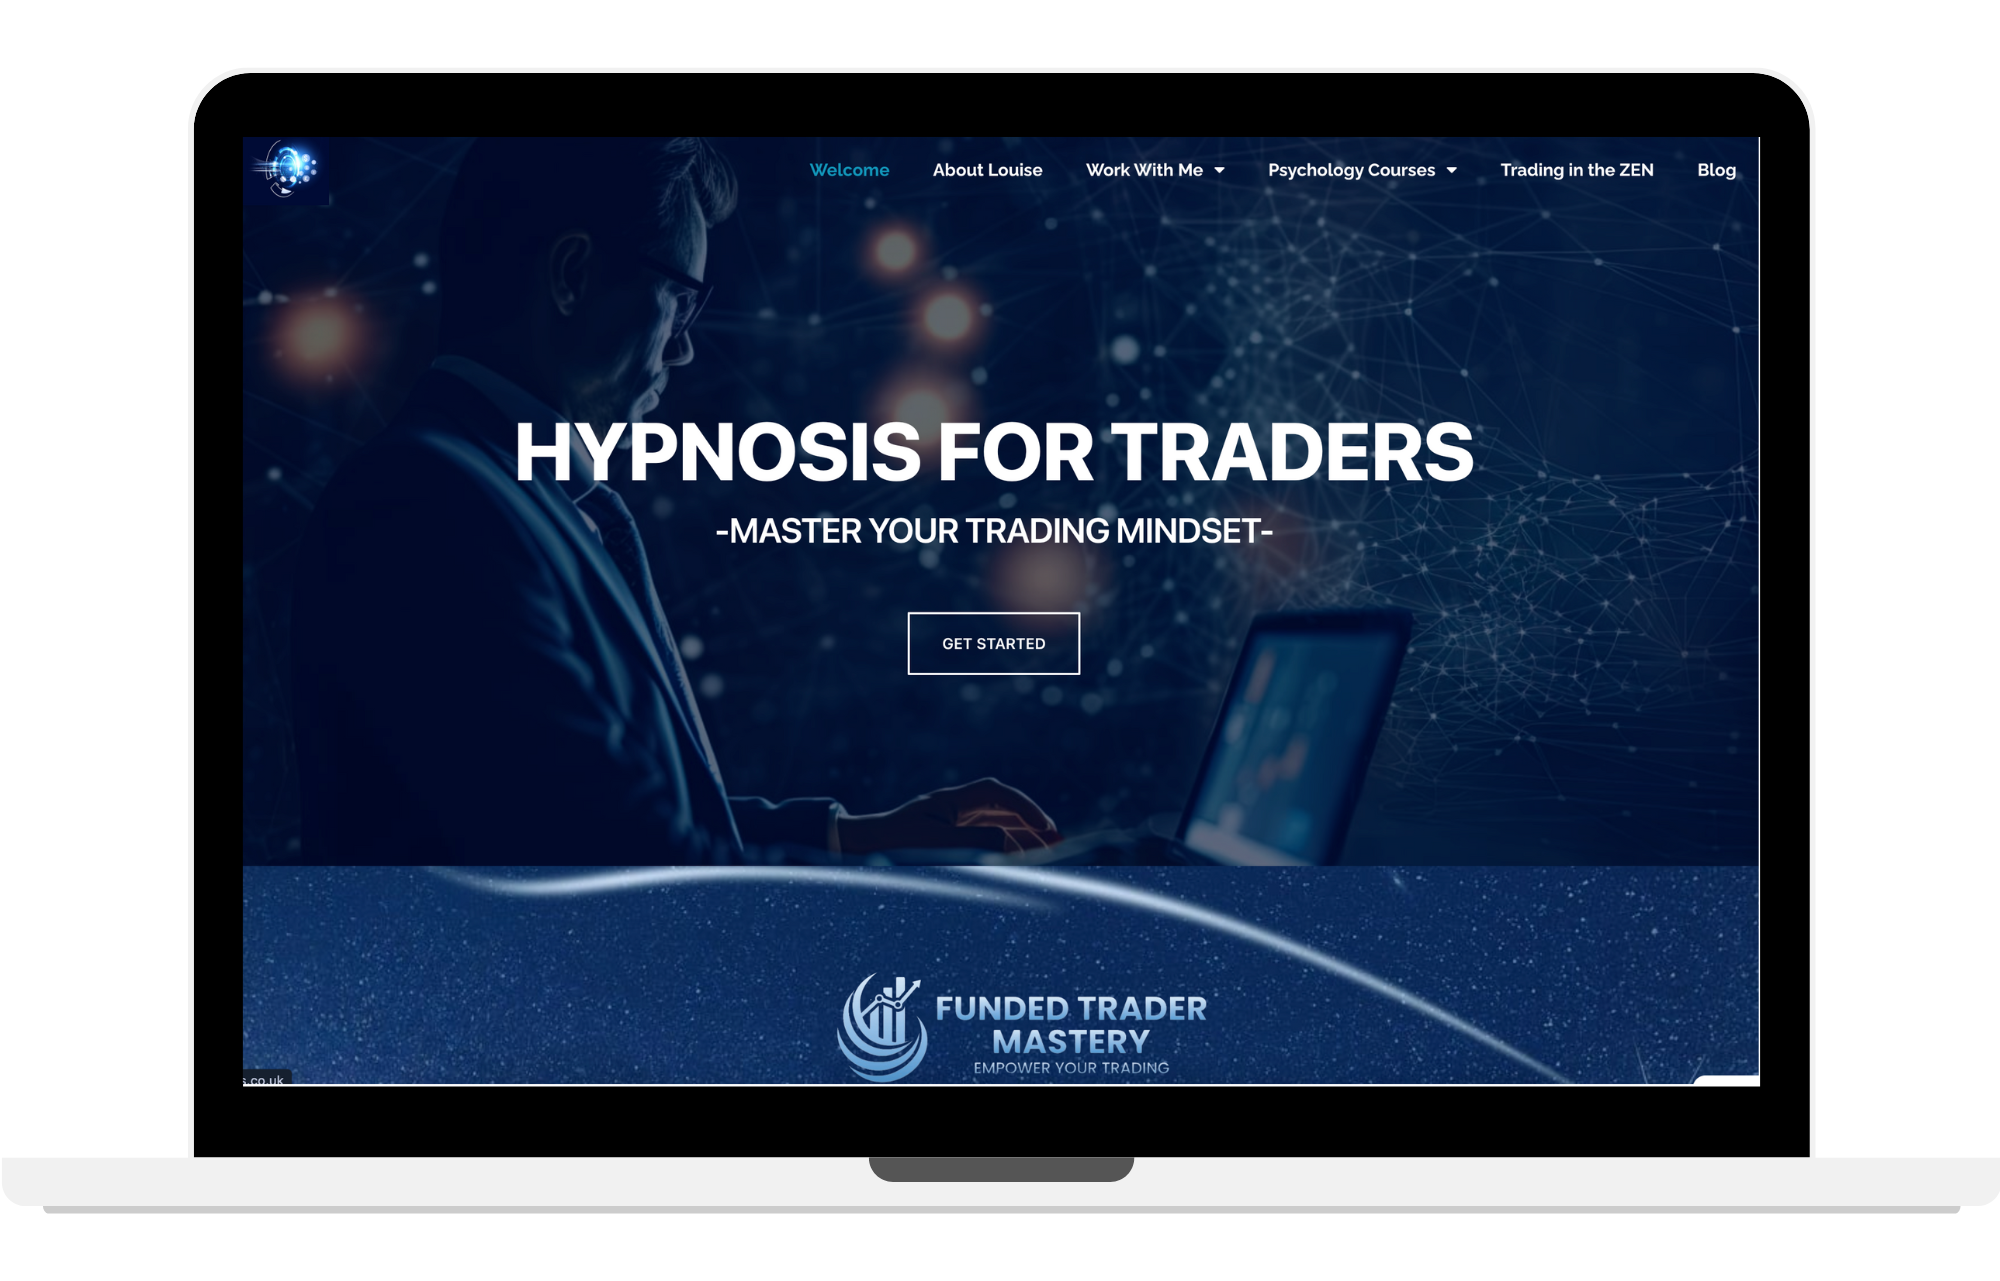 Welcome About Louise Work With Me Psychology Courses Trading in the ZEN Blog
HYPNOSIS FOR TRADERS
-MASTER YOUR TRADING MINDSET-
GET STARTED
FUNDED TRADER
MASTERY
EMPOWER YOUR TRADING
s.co.uk